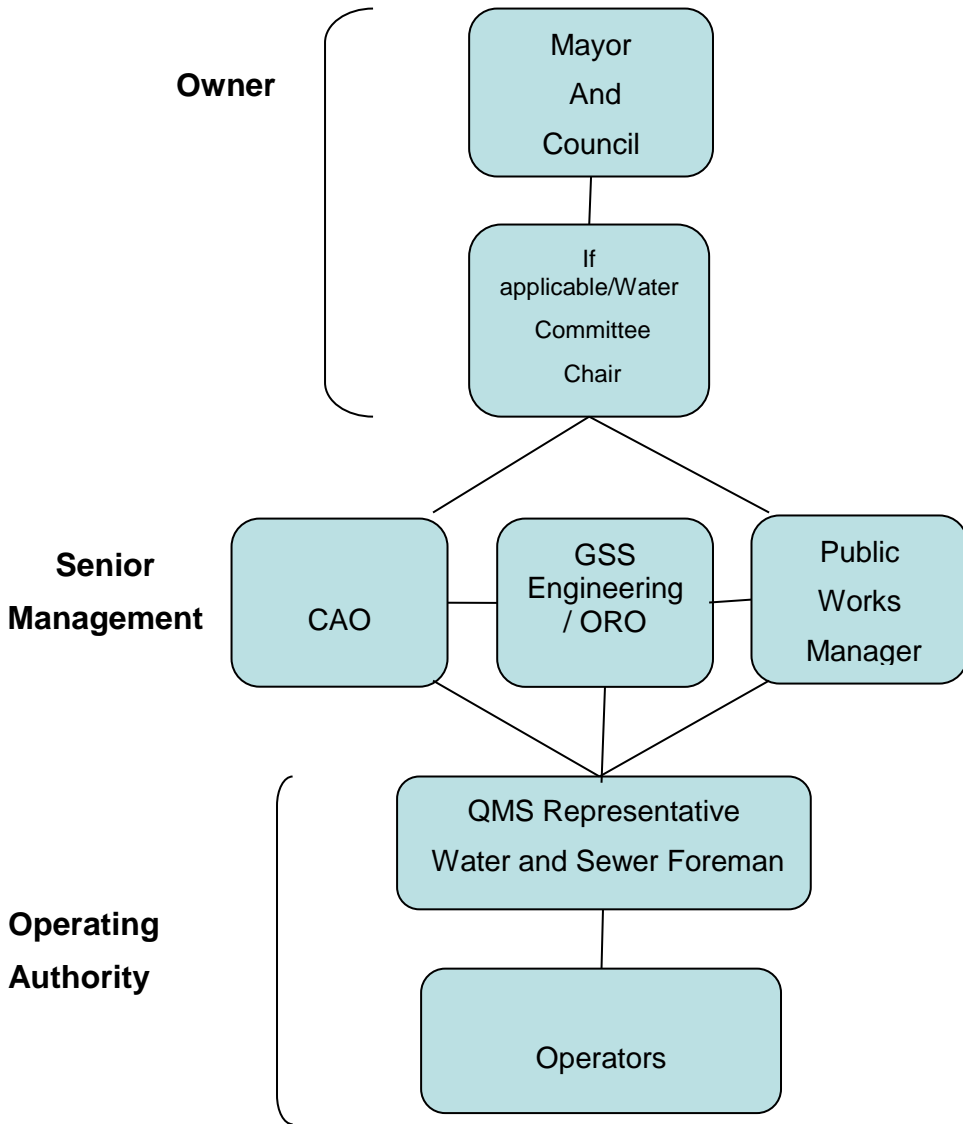 Owner
Mayor
And
Council
If
applicable/Water
Committee
Chair
Senior
Management
CAO
GSS
Engineering
/ ORO
Public
Works
Manager
Operating
Authority
QMS Representative
Water and Sewer Foreman
Operators